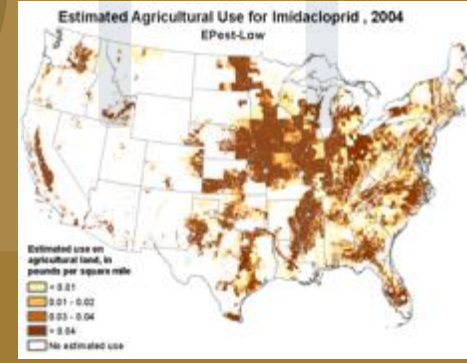 Estimated Agricultural Use for Imidacloprid , 2004
EPest-Low
Estimated use on
agricultural land, in
pounds per square mile
< 0.01
0.01 - 0.02
0.03 - 0.04
> 0.04
No estimated use